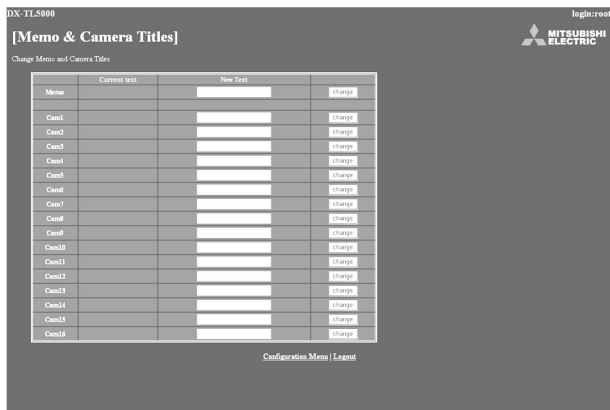 DX-TL5000 login:root
[Memo & Camera Titles]
MITSUBISHI
ELECTRIC
Change Memo and Camera Titles
Current text New Text
Memo change
Cam1 change
Cam2 change
Cam3 change
Cam4 change
Cam5 change
Cam6 change
Cam7 change
Cam8 change
Cam9 change
Cam10 change
Cam11 change
Cam12 change
Cam13 change
Cam14 change
Cam15 change
Cam16 change
Configuration Menu | Logout